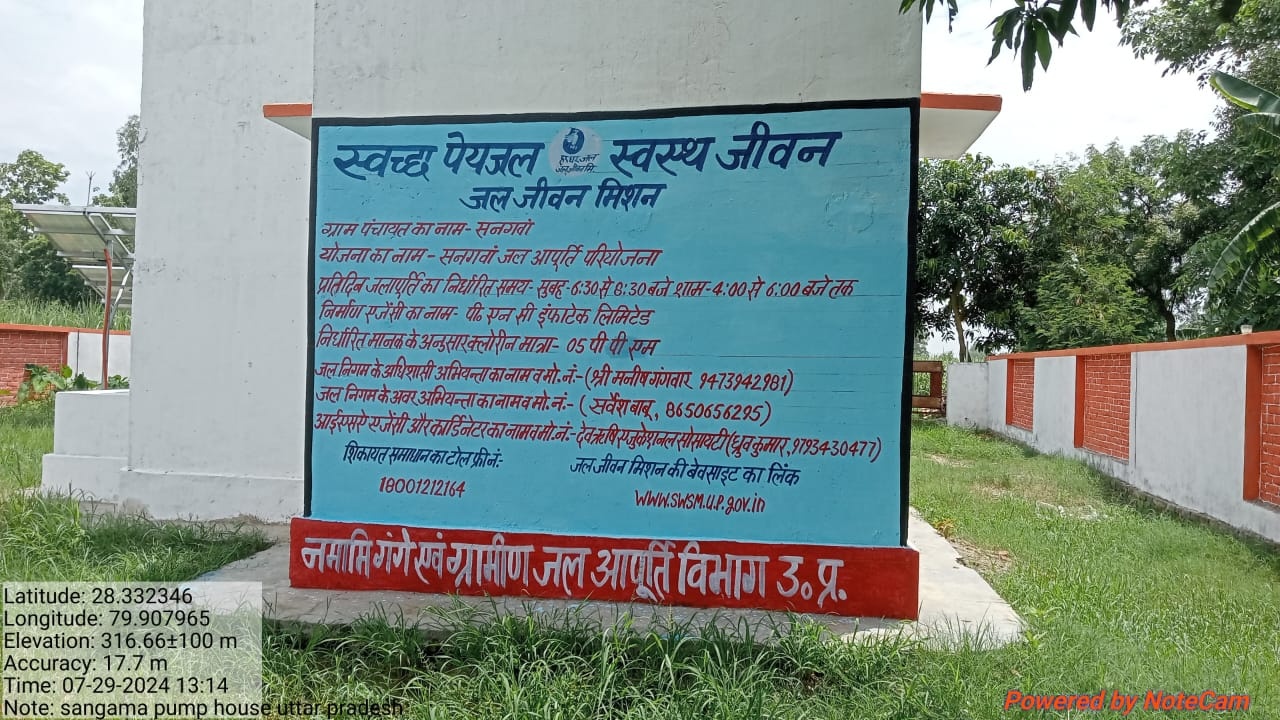 स्वच्छ पेयजल हर घर जल स्वस्थ जीवन
जल जीवन मिशन
ग्राम पंचायत का नाम- सनगवां
योजना का नाम - सनगवां जल आपूर्ति परियोजना
प्रतिदिन जलापूर्ति का निर्धारित समय- सुबह-6:30 से 8:30 बजे शाम-4:00 से 6:00 बजे तक
निर्माण एजेंसी का नाम- पी० एन सी इंफाटेक लिमिटेड
निर्धारित मानक के अनुसार क्लोरीन मात्रा- 05 पी पी एम
जल निगम के अधिशासी अभियन्ता का नाम व मो.नं-(श्री मनीष गंगवार 9473942981)
जल निगम के अवर अभियन्ता का नाम व मो.नं:- (सर्वेश बाबू, 8650656295)
आईएसए एजेंसी और कार्डिनेटर का नाम व मो.नं:-देवऋषि एजुकेशनल सोसायटी(ध्रुव कुमार,9193430477)
शिकायत समाधान का टोल फ्री नं:-
18001212164
जल जीवन मिशन की बेवसाइट का लिंक
www.swsm.u.p.gov.in
नमामि गंगे एवं ग्रामीण जल आपूर्ति विभाग उ.प्र.
Latitude: 28.332346
Longitude: 79.907965
Elevation: 316.66±100 m
Accuracy: 17.7 m
Time: 07-29-2024 13:14
Note: sangama pump house uttar pradesh
Powered by NoteCam